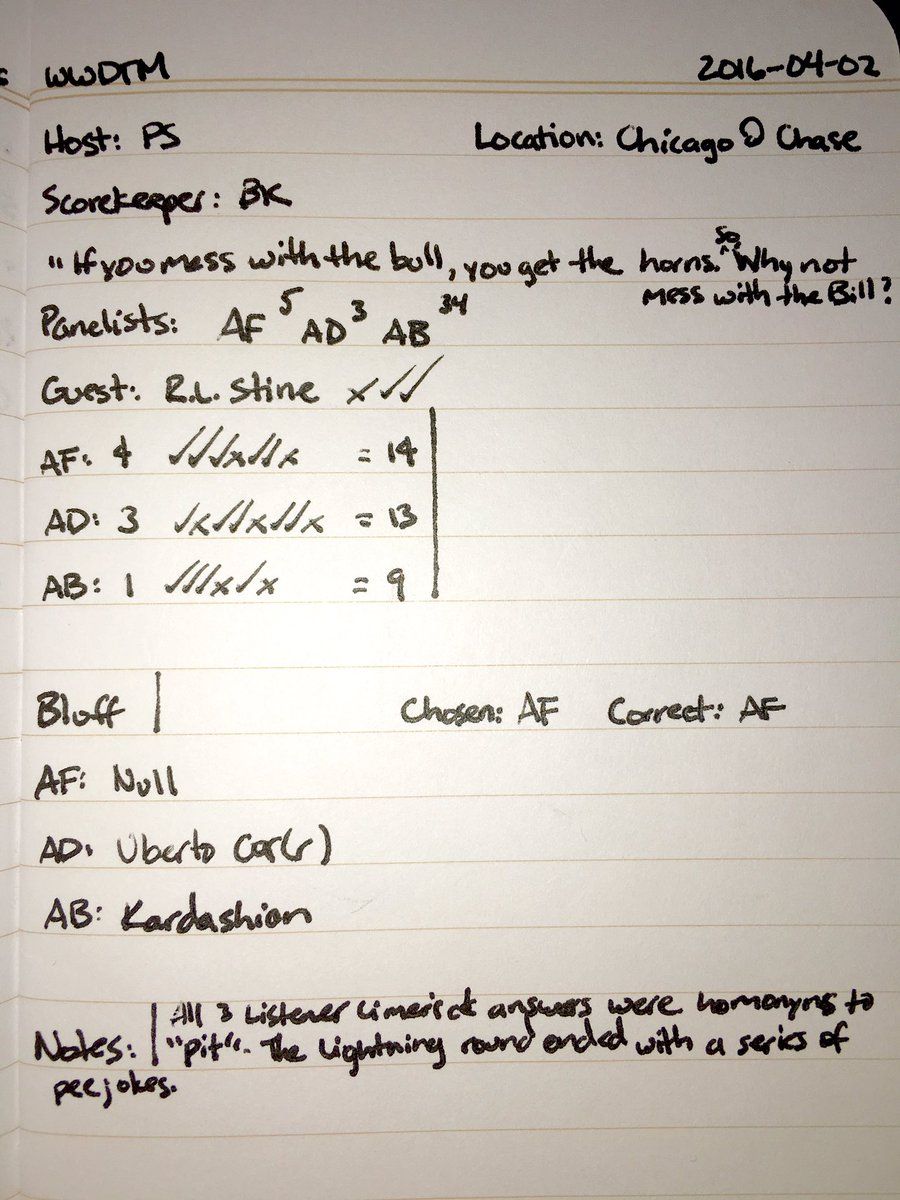 WWDTM 2016-04-02
Host: PS Location: Chicago @ Chase
Scorekeeper: BK
"If you mess with the bull, you get the horns. So, Why not
mess with the Bill?
Panelists: AF 5 AD 3 AB 34
Guest: R.L. Stine x✓✓
AF: 4 ✓✓✓x✓✓x = 14
AD: 3 ✓x✓✓x✓✓x = 13
AB: 1 ✓✓✓x✓x = 9
Bluff Chosen: AF Correct: AF
AF: Null
AD: Uberto Car(r)
AB: Kardashian
All 3 Listener Limerick answers were homonyms to
Notes: "pit". The Lightning round ended with a series of
pee jokes.